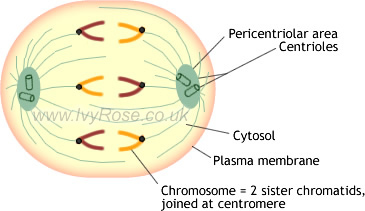 Pericentriolar area
Centrioles
www.IvyRose.co.uk
Cytosol
Plasma membrane
Chromosome = 2 sister chromatids,
joined at centromere